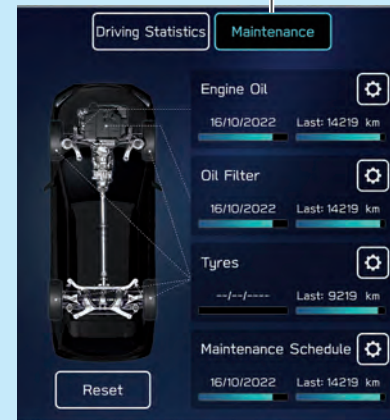 Driving Statistics Maintenance
Engine Oil
16/10/2022 Last: 14219 km
Oil Filter
16/10/2022 Last: 14219 km
Tyres
--/--/---- Last: 9219 km
Maintenance Schedule
16/10/2022 Last: 14219 km
Reset